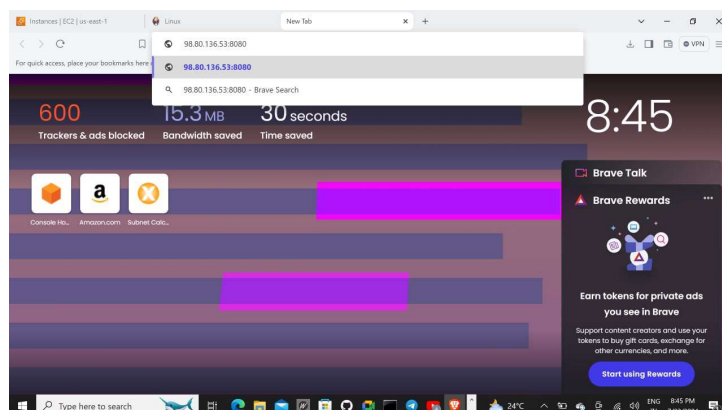 Instances | EC2 | us-east-1
Linux
New Tab
98.80.136.53:8080
VPN
For quick access, place your bookmarks here
98.80.136.53:8080
98.80.136.53:8080 - Brave Search
600
15.3 MB
30 seconds
Trackers & ads blocked
Bandwidth saved
Time saved
8:45
Console Ho...
Amazon.com
Subnet Calc...
Brave Talk
Brave Rewards
Earn tokens for private ads
you see in Brave
Support content creators and use your
tokens to buy gift cards, exchange for
other currencies, and more.
Start using Rewards
Type here to search
24°C
ENG
8:45 PM